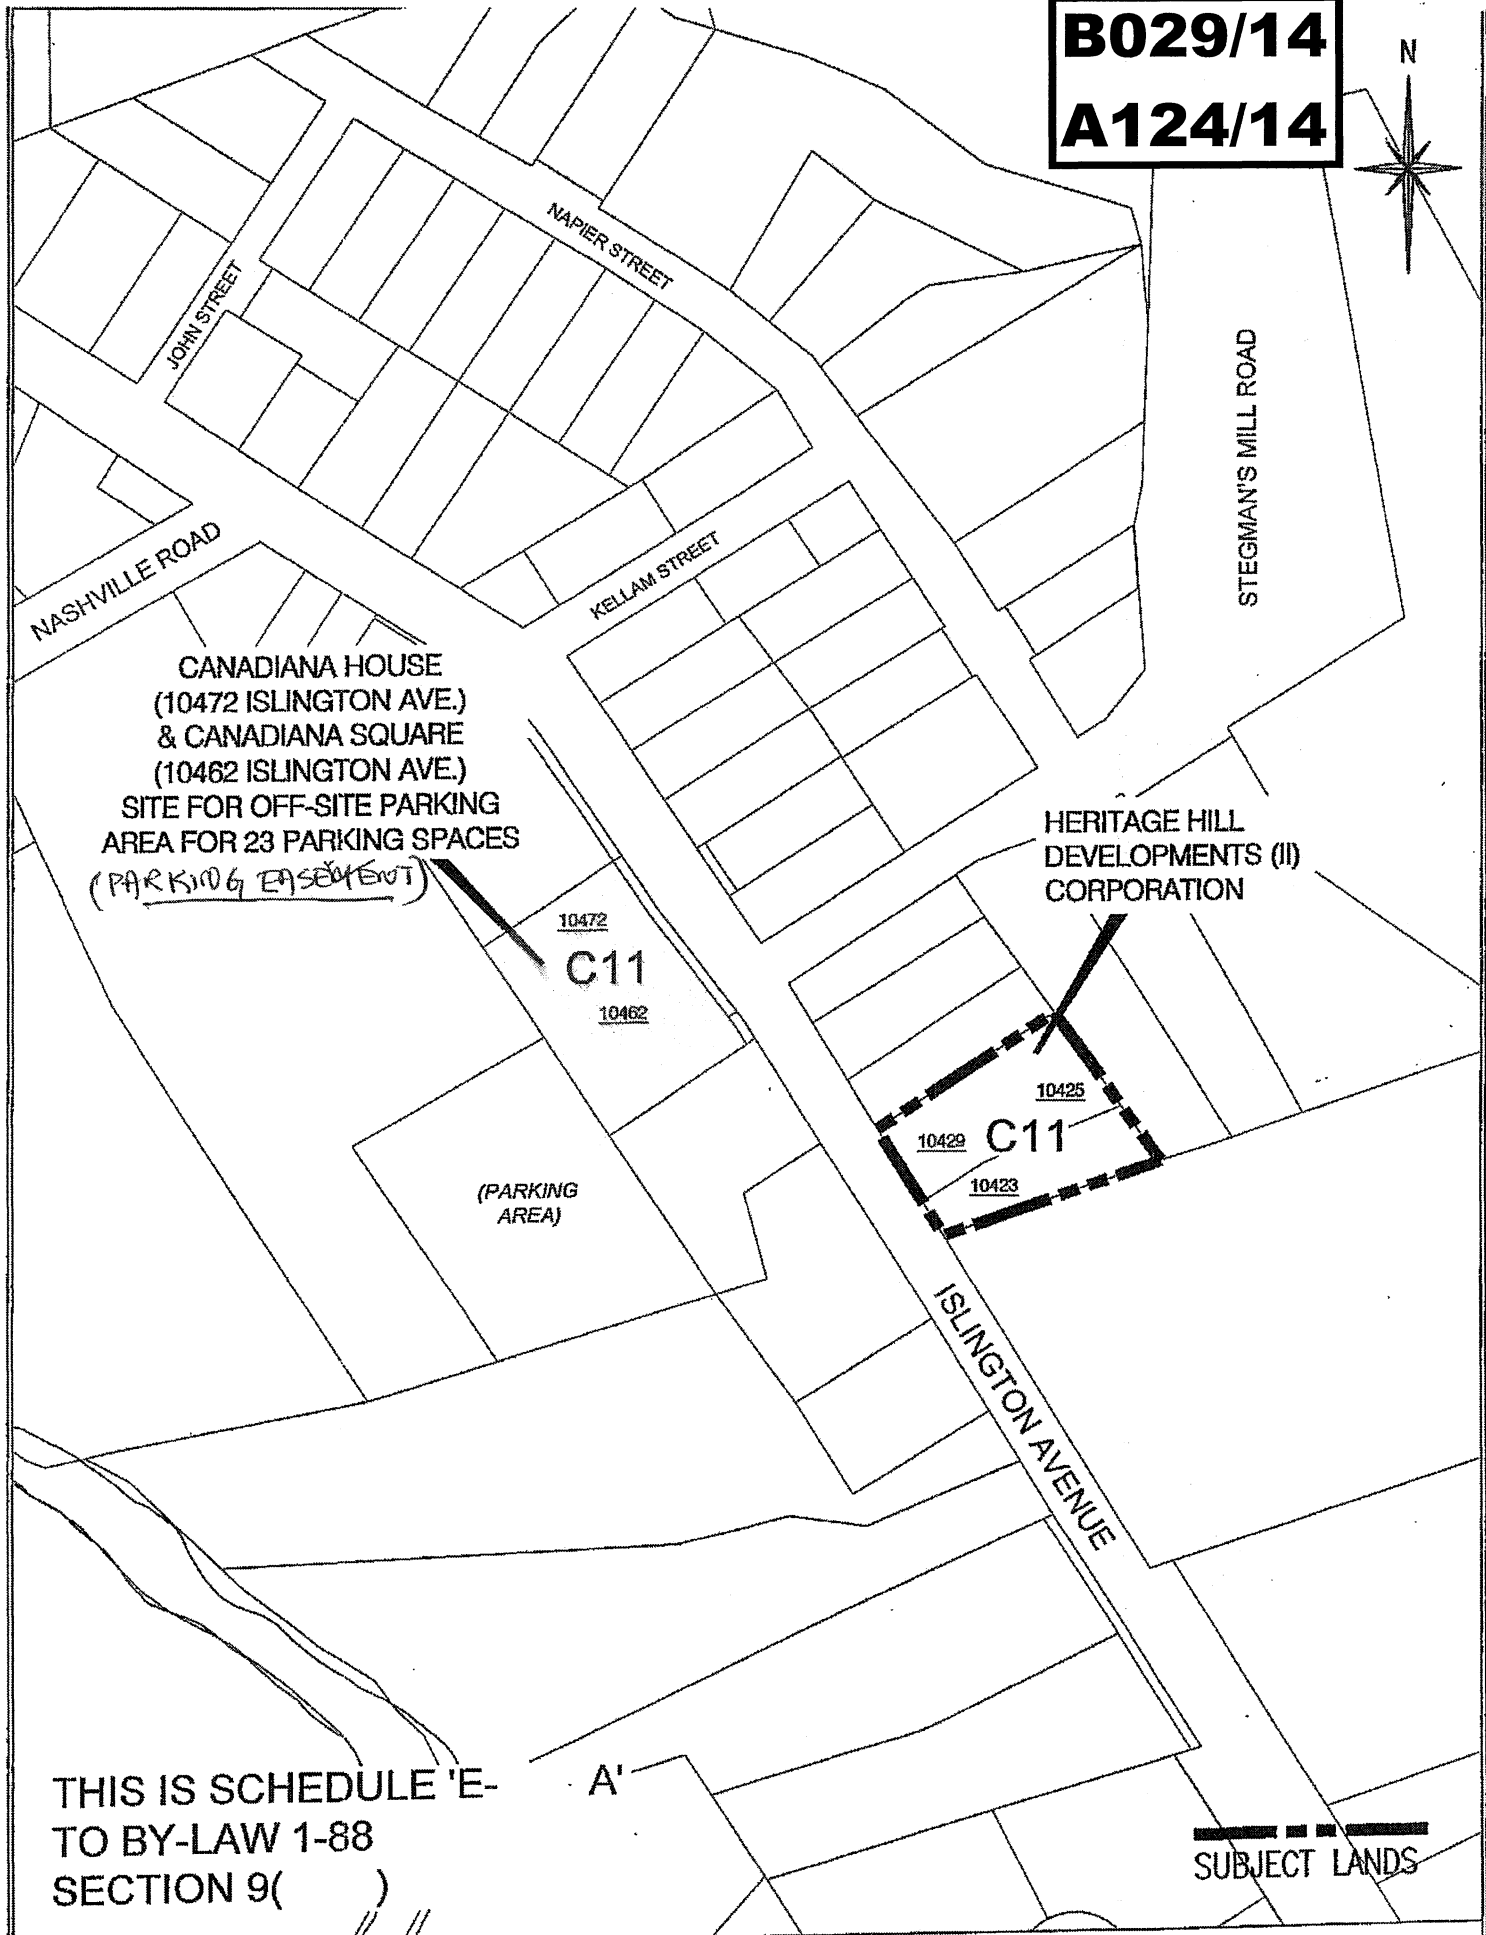 B029/14
A124/14
N
NAPIER STREET
JOHN STREET
STEGMAN'S MILL ROAD
NASHVILLE ROAD
KELLAM STREET
CANADIANA HOUSE
(10472 ISLINGTON AVE.)
& CANADIANA SQUARE
(10462 ISLINGTON AVE.)
SITE FOR OFF-SITE PARKING
AREA FOR 23 PARKING SPACES
(PARKING EASEMENT)
HERITAGE HILL
DEVELOPMENTS (II)
CORPORATION
10472
C11
10462
10425
10429 C11
10423
(PARKING
AREA)
ISLINGTON AVENUE
THIS IS SCHEDULE 'E- A'
TO BY-LAW 1-88
SECTION 9( )
SUBJECT LANDS